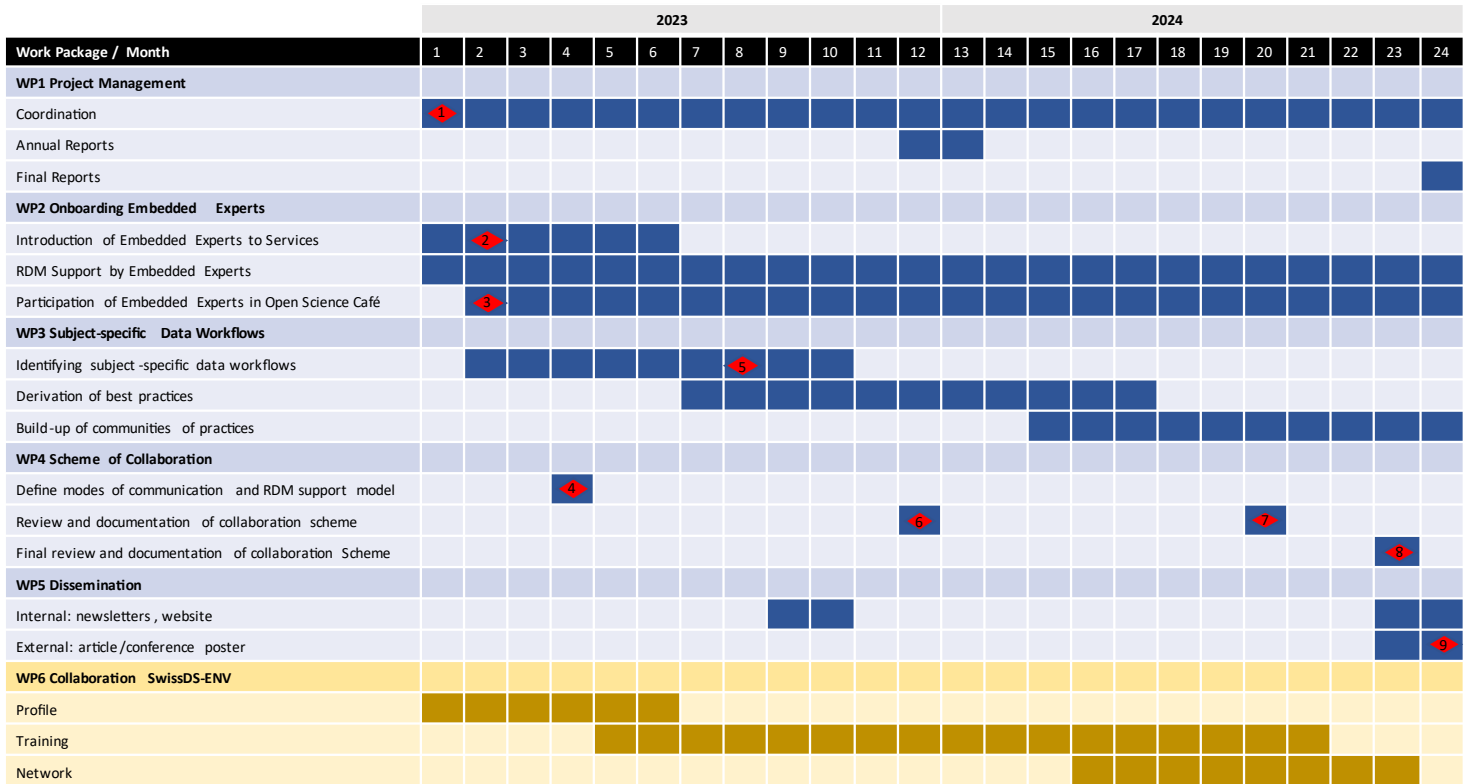 2023 2024
Work Package / Month 1 2 3 4 5 6 7 8 9 10 11 12 13 14 15 16 17 18 19 20 21 22 23 24
WP1 Project Management
Coordination 1
Annual Reports
Final Reports
WP2 Onboarding Embedded Experts
Introduction of Embedded Experts to Services 2
RDM Support by Embedded Experts
Participation of Embedded Experts in Open Science Café 3
WP3 Subject-specific Data Workflows
Identifying subject -specific data workflows 5
Derivation of best practices
Build-up of communities of practices
WP4 Scheme of Collaboration
Define modes of communication and RDM support model 4
Review and documentation of collaboration scheme 6 7
Final review and documentation of collaboration Scheme 8
WP5 Dissemination
Internal: newsletters , website
External: article/conference poster 9
WP6 Collaboration SwissDS-ENV
Profile
Training
Network